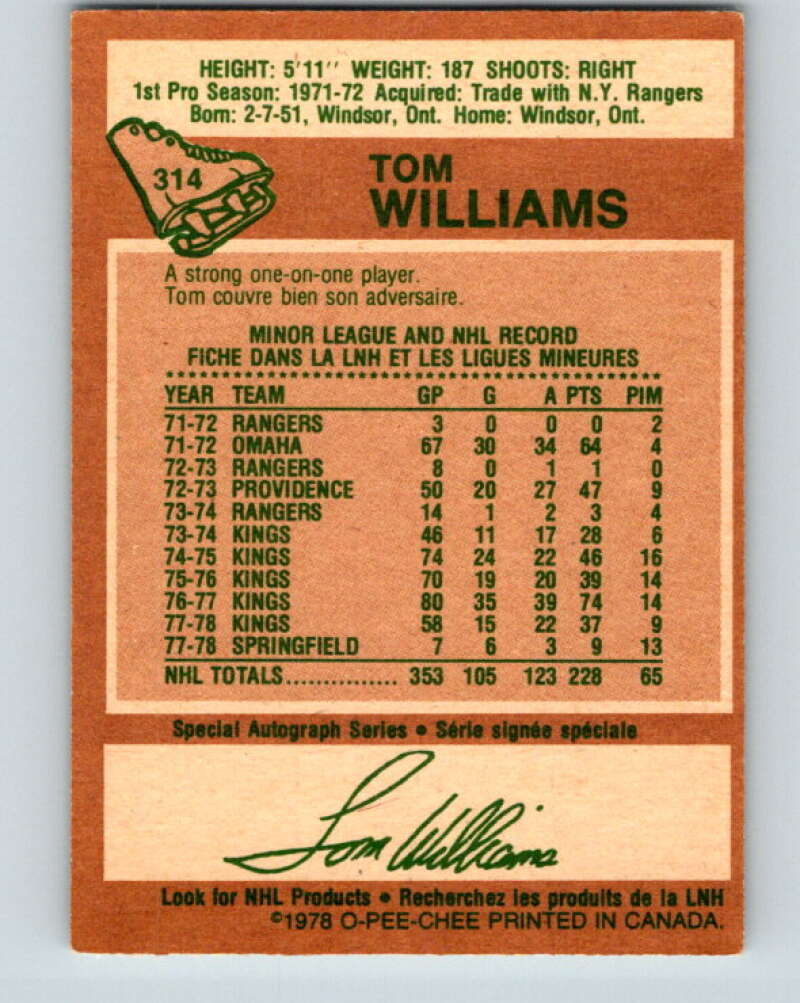 HEIGHT: 5'11'' WEIGHT: 187 SHOOTS: RIGHT
1st Pro Season: 1971-72 Acquired: Trade with N.Y. Rangers
Born: 2-7-51, Windsor, Ont. Home: Windsor, Ont.
314
TOM
WILLIAMS
A strong one-on-one player.
Tom couvre bien son adversaire.
MINOR LEAGUE AND NHL RECORD
FICHE DANS LA LNH ET LES LIGUES MINEURES
YEAR TEAM GP G A PTS PIM
71-72 RANGERS 3 0 0 0 2
71-72 OMAHA 67 30 34 64 4
72-73 RANGERS 8 0 1 1 0
72-73 PROVIDENCE 50 20 27 47 9
73-74 RANGERS 14 1 2 3 4
73-74 KINGS 46 11 17 28 6
74-75 KINGS 74 24 22 46 16
75-76 KINGS 70 19 20 39 14
76-77 KINGS 80 35 39 74 14
77-78 KINGS 58 15 22 37 9
77-78 SPRINGFIELD 7 6 3 9 13
NHL TOTALS............... 353 105 123 228 65
Special Autograph Series • Série signée spéciale
Tom Williams
Look for NHL Products • Recherchez les produits de la LNH
©1978 O-PEE-CHEE PRINTED IN CANADA.